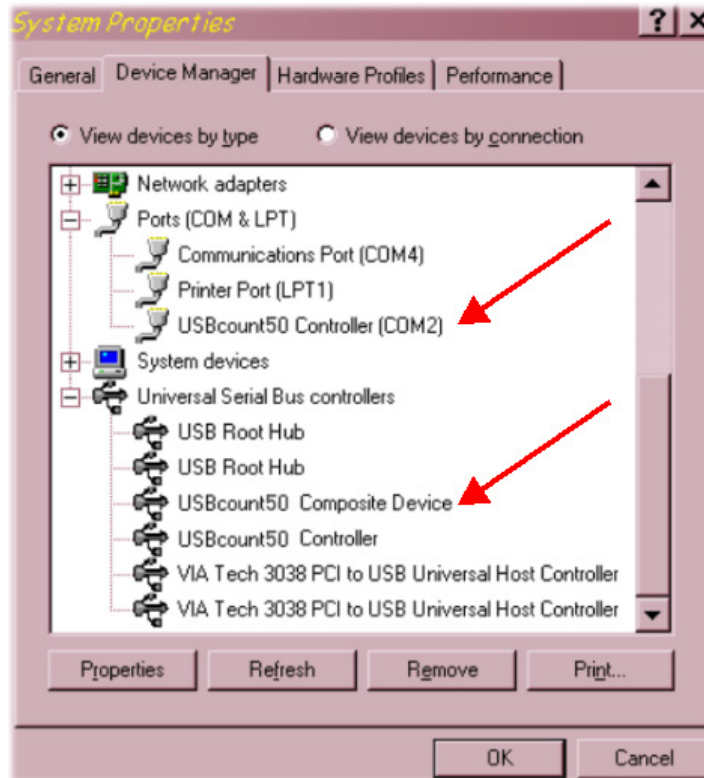 System Properties
General
Device Manager
Hardware Profiles
Performance
View devices by type
View devices by connection
Network adapters
Ports (COM & LPT)
Communications Port (COM4)
Printer Port (LPT1)
USBcount50 Controller (COM2)
System devices
Universal Serial Bus controllers
USB Root Hub
USB Root Hub
USBcount50 Composite Device
USBcount50 Controller
VIA Tech 3038 PCI to USB Universal Host Controller
VIA Tech 3038 PCI to USB Universal Host Controller
Properties
Refresh
Remove
Print...
OK
Cancel